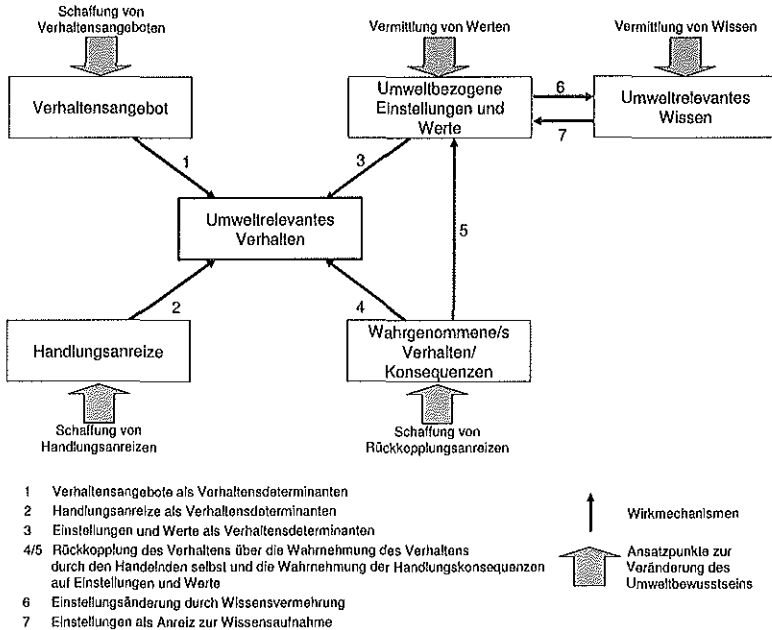 Schaffung von
Verhaltensangeboten
Vermittlung von Werten
Vermittlung von Wissen
Verhaltensangebot
Umweltbezogene
Einstellungen und
Werte
6
7
Umweltrelevantes
Wissen
1
3
5
Umweltrelevantes
Verhalten
2
4
Handlungsanreize
Wahrgenommene/s
Verhalten/
Konsequenzen
Schaffung von
Handlungsanreizen
Schaffung von
Rückkopplungsanreizen
1 Verhaltensangebote als Verhaltensdeterminanten
2 Handlungsanreize als Verhaltensdeterminanten
3 Einstellungen und Werte als Verhaltensdeterminanten
4/5 Rückkopplung des Verhaltens über die Wahrnehmung des Verhaltens
durch den Handelnden selbst und die Wahrnehmung der Handlungskonsequenzen
auf Einstellungen und Werte
6 Einstellungsänderung durch Wissensvermehrung
7 Einstellungen als Anreiz zur Wissensaufnahme
Wirkmechanismen
Ansatzpunkte zur
Veränderung des
Umweltbewusstseins